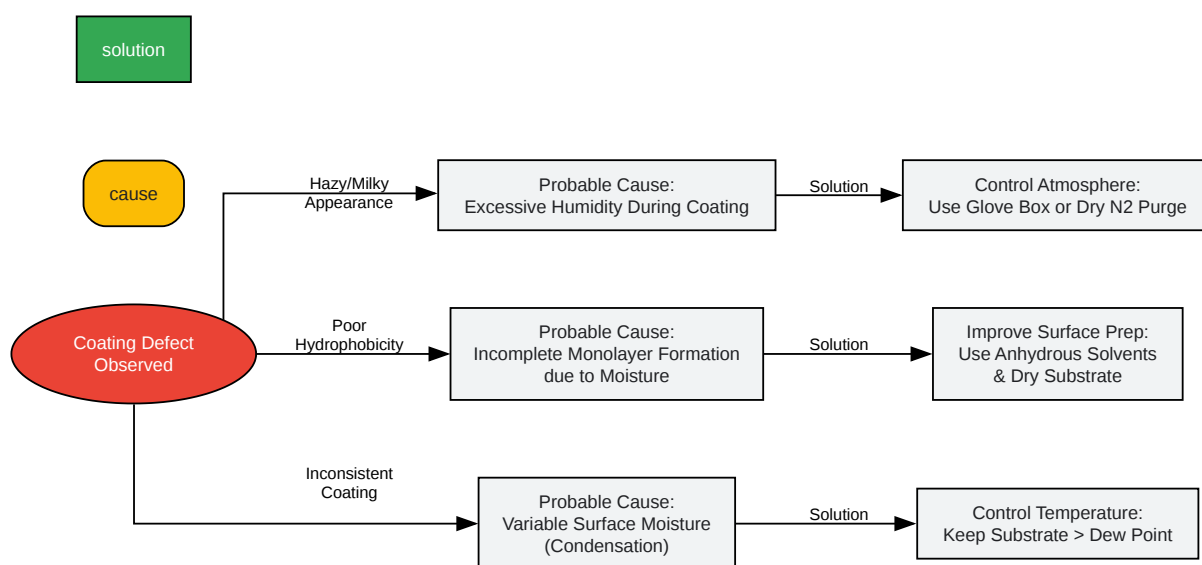 solution
cause
Hazy/Milky
Appearance
Probable Cause:
Excessive Humidity During Coating
Solution
Control Atmosphere:
Use Glove Box or Dry N2 Purge
Coating Defect
Observed
Poor
Hydrophobicity
Probable Cause:
Incomplete Monolayer Formation
due to Moisture
Solution
Improve Surface Prep:
Use Anhydrous Solvents
& Dry Substrate
Inconsistent
Coating
Probable Cause:
Variable Surface Moisture
(Condensation)
Solution
Control Temperature:
Keep Substrate > Dew Point